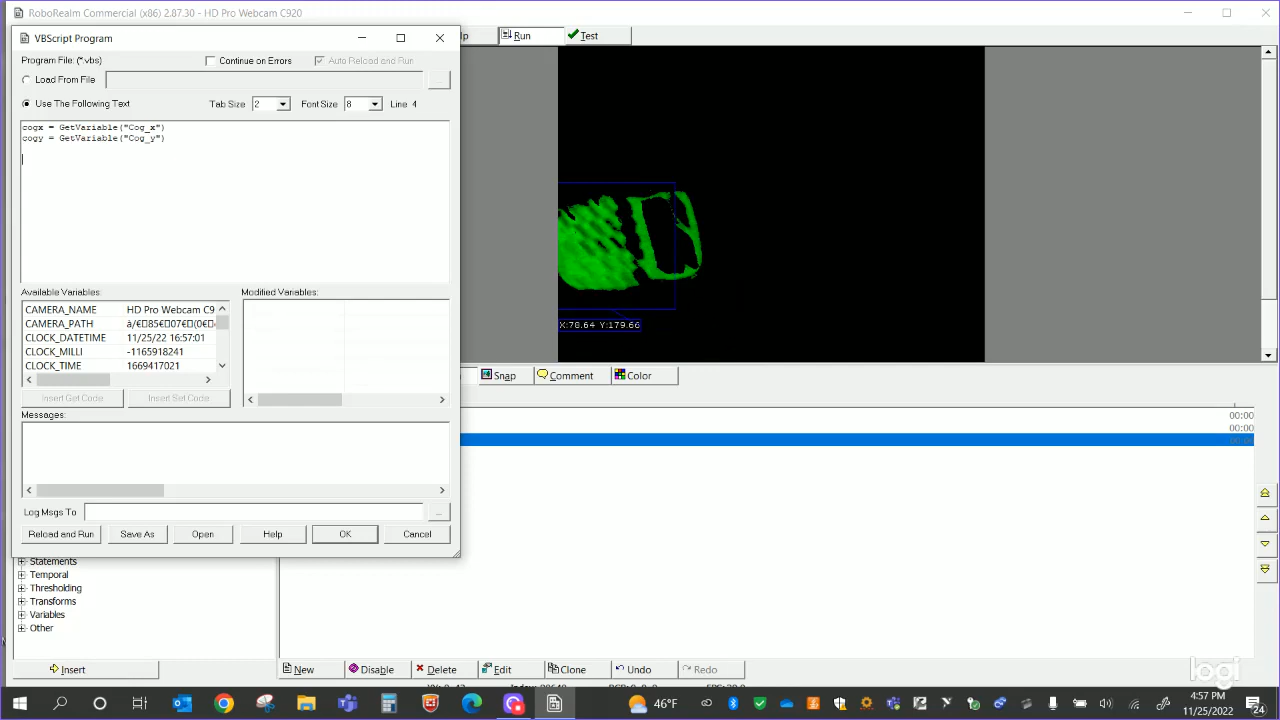 RoboRealm Commercial (x86) 2.87.30 - HD Pro Webcam C920
VBScript Program
Run
Test
Program File: (*.vbs)
Continue on Errors
Auto Reload and Run
Load From File
...
Use The Following Text
Tab Size 2
Font Size 8
Line 4
cogx = GetVariable("Cog_x")
cogy = GetVariable("Cog_y")
X:78.64 Y:179.66
Available Variables:
Modified Variables:
CAMERA_NAME HD Pro Webcam C9
CAMERA_PATH
CLOCK_DATETIME 11/25/22 16:57:01
CLOCK_MILLI -1165918241
CLOCK_TIME 1669417021
Insert Get Code
Insert Set Code
Snap
Comment
Color
00:00
00:00
Messages:
Log Msgs To
...
Reload and Run
Save As
Open
Help
OK
Cancel
Statements
Temporal
Thresholding
Transforms
Variables
Other
Insert
New
Disable
Delete
Edit
Clone
Undo
Redo
logi
46°F
4:57 PM
11/25/2022
24